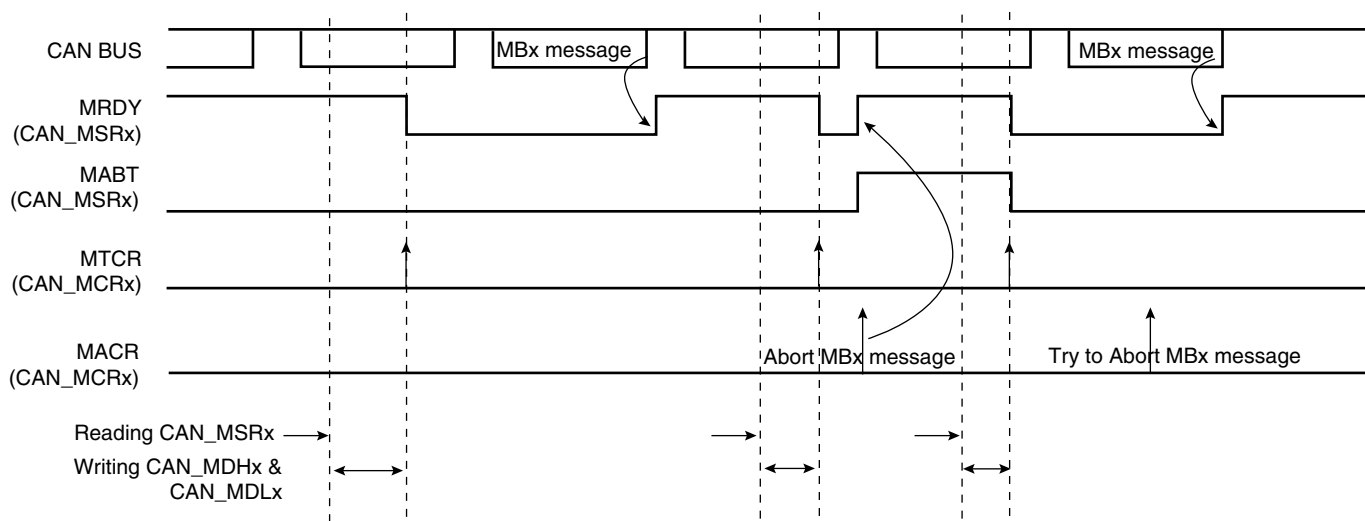 CAN BUS
MBx message
MBx message
MRDY
(CAN_MSRx)
MABT
(CAN_MSRx)
MTCR
(CAN_MCRx)
MACR
(CAN_MCRx)
Abort MBx message
Try to Abort MBx message
Reading CAN_MSRx
Writing CAN_MDHx &
CAN_MDLx